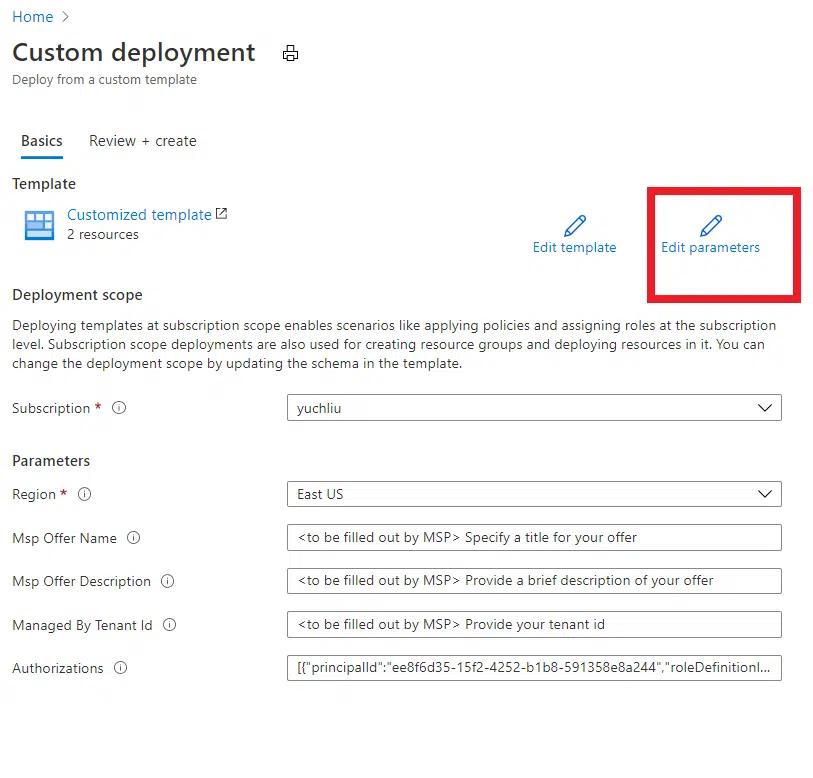 Home
Custom deployment
Deploy from a custom template
Basics Review + create
Template
Customized template
2 resources
Edit template
Edit parameters
Deployment scope
Deploying templates at subscription scope enables scenarios like applying policies and assigning roles at the subscription
level. Subscription scope deployments are also used for creating resource groups and deploying resources in it. You can
change the deployment scope by updating the schema in the template.
Subscription * yuchliu
Parameters
Region * East US
Msp Offer Name <to be filled out by MSP> Specify a title for your offer
Msp Offer Description <to be filled out by MSP> Provide a brief description of your offer
Managed By Tenant Id <to be filled out by MSP> Provide your tenant id
Authorizations [{"principalId":"ee8f6d35-15f2-4252-b1b8-591358e8a244","roleDefinitionI...